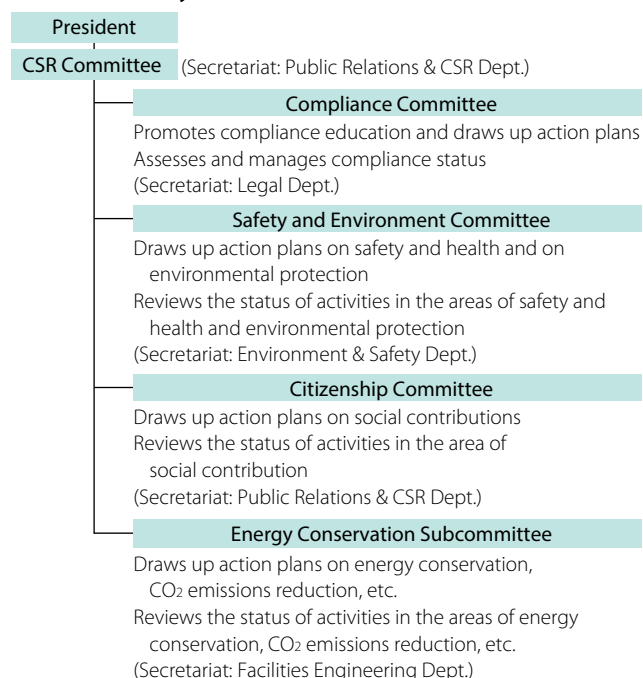 President
CSR Committee (Secretariat: Public Relations & CSR Dept.)
Compliance Committee
Promotes compliance education and draws up action plans
Assesses and manages compliance status
(Secretariat: Legal Dept.)
Safety and Environment Committee
Draws up action plans on safety and health and on
environmental protection
Reviews the status of activities in the areas of safety and
health and environmental protection
(Secretariat: Environment & Safety Dept.)
Citizenship Committee
Draws up action plans on social contributions
Reviews the status of activities in the area of
social contribution
(Secretariat: Public Relations & CSR Dept.)
Energy Conservation Subcommittee
Draws up action plans on energy conservation,
CO2 emissions reduction, etc.
Reviews the status of activities in the areas of energy
conservation, CO2 emissions reduction, etc.
(Secretariat: Facilities Engineering Dept.)